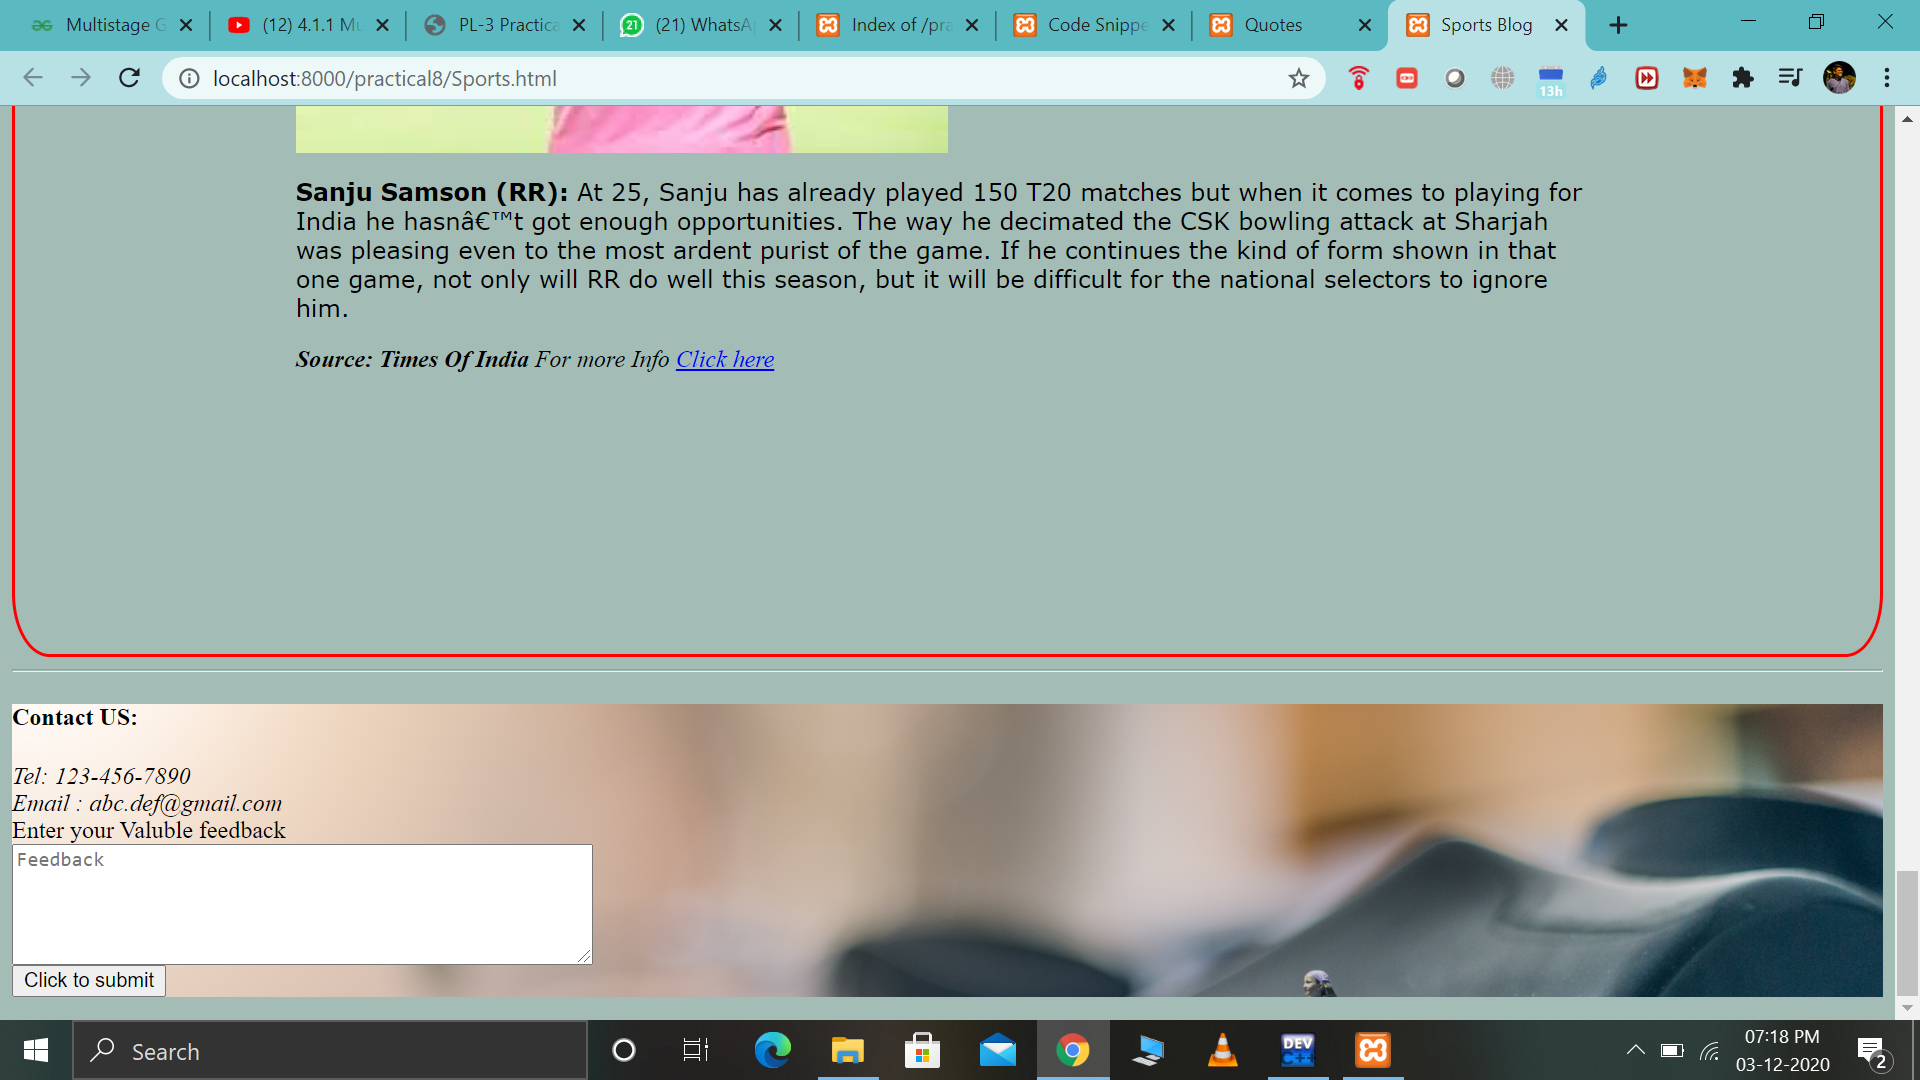 Multistage G
(12) 4.1.1 Mu
PL-3 Practica
21
(21) WhatsAp
Index of /pra
Code Snippe
Quotes
Sports Blog
localhost:8000/practical8/Sports.html
13h
Sanju Samson (RR): At 25, Sanju has already played 150 T20 matches but when it comes to playing for
India he hasnâ€™t got enough opportunities. The way he decimated the CSK bowling attack at Sharjah
was pleasing even to the most ardent purist of the game. If he continues the kind of form shown in that
one game, not only will RR do well this season, but it will be difficult for the national selectors to ignore
him.
Source: Times Of India For more Info Click here
Contact US:
Tel: 123-456-7890
Email : abc.def@gmail.com
Enter your Valuble feedback
Feedback
Click to submit
Search
DEV
C++
07:18 PM
03-12-2020
2